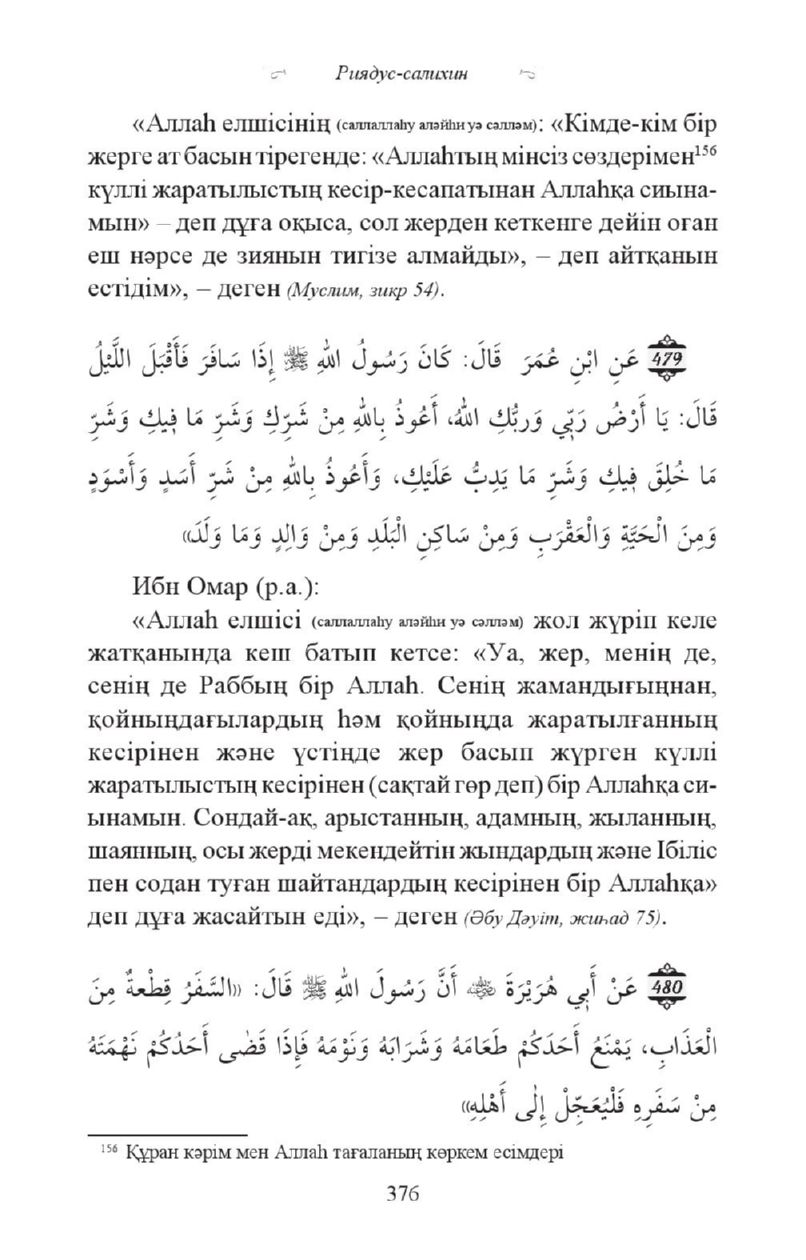 Риядус-салихин
«Аллаһ елшісінің (саллаллаһу аләйһи уә сәлләм): «Кімде-кім бір
жерге ат басын тірегенде: «Аллаһтың мінсіз сөздерімен156
күллі жаратылыстың кесір-кесапатынан Аллаһқа сиына-
мын» – деп дұға оқыса, сол жерден кеткенге дейін оған
еш нәрсе де зиянын тигізе алмайды», – деп айтқанын
естідім», – деген (Муслим, зикр 54).
479 عَنِ ابْنِ عُمَرَ قَالَ: كَانَ رَسُولُ اللهِ ﷺ إِذَا سَافَرَ فَأَقْبَلَ اللَّيْلُ
قَالَ: يَا أَرْضُ رَبِّي وَرَبُّكِ اللهُ، أَعُوذُ بِاللهِ مِنْ شَرِّكِ وَشَرِّ مَا فِيكِ وَشَرِّ
مَا خُلِقَ فِيكِ وَشَرِّ مَا يَدِبُّ عَلَيْكِ، وَأَعُوذُ بِاللهِ مِنْ شَرِّ أَسَدٍ وَأَسْوَدٍ
وَمِنَ الْحَيَّةِ وَالْعَقْرَبِ وَمِنْ سَاكِنِ الْبَلَدِ وَمِنْ وَالِدٍ وَمَا وَلَدَ»
Ибн Омар (р.а.):
«Аллаһ елшісі (саллаллаһу аләйһи уә сәлләм) жол жүріп келе
жатқанында кеш батып кетсе: «Уа, жер, менің де,
сенің де Раббың бір Аллаһ. Сенің жамандығыңнан,
қойныңдағылардың һәм қойныңда жаратылғанның
кесірінен және үстіңде жер басып жүрген күллі
жаратылыстың кесірінен (сақтай гөр деп) бір Аллаһқа си-
ынамын. Сондай-ақ, арыстанның, адамның, жыланның,
шаянның, осы жерді мекендейтін жындардың және Ібіліс
пен содан туған шайтандардың кесірінен бір Аллаһқа»
деп дұға жасайтын еді», – деген (Әбу Дәуіт, жиһад 75).
480 عَنْ أَبِي هُرَيْرَةَ ﷺ أَنَّ رَسُولَ اللهِ ﷺ قَالَ: «السَّفَرُ قِطْعةٌ مِنَ
الْعَذَابِ، يَمْنَعُ أَحَدَكُمْ طَعَامَهُ وَشَرَابَهُ وَنَوْمَهُ فَإِذَا قَضٰى أَحَدُكُمْ نَهْمَتَهُ
مِنْ سَفَرِهِ فَلْيُعَجِّلْ إِلٰى أَهْلِهِ»
156 Құран кәрім мен Аллаһ тағаланың көркем есімдері
376